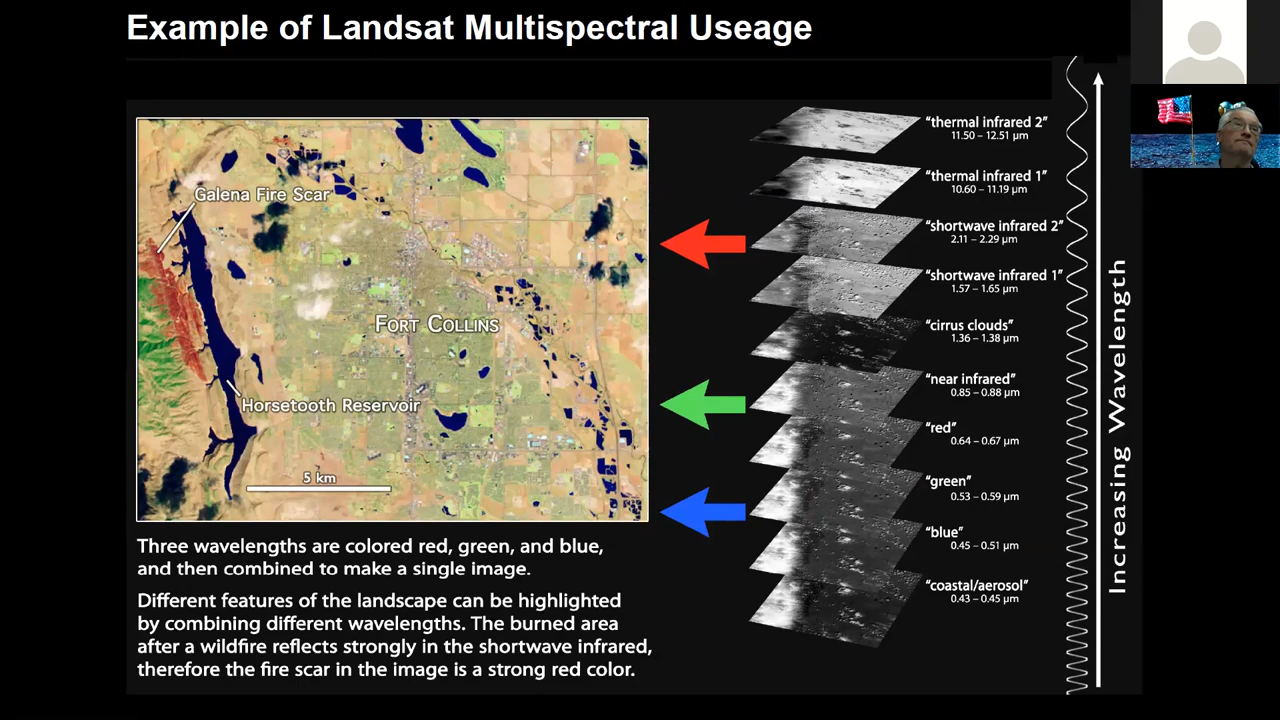 Example of Landsat Multispectral Useage
Galena Fire Scar
Fort Collins
Horsetooth Reservoir
5 km
Three wavelengths are colored red, green, and blue,
and then combined to make a single image.
Different features of the landscape can be highlighted
by combining different wavelengths. The burned area
after a wildfire reflects strongly in the shortwave infrared,
therefore the fire scar in the image is a strong red color.
“thermal infrared 2”
11.50 – 12.51 µm
“thermal infrared 1”
10.60 – 11.19 µm
“shortwave infrared 2”
2.11 – 2.29 µm
“shortwave infrared 1”
1.57 – 1.65 µm
“cirrus clouds”
1.36 – 1.38 µm
“near infrared”
0.85 – 0.88 µm
“red”
0.64 – 0.67 µm
“green”
0.53 – 0.59 µm
“blue”
0.45 – 0.51 µm
“coastal/aerosol”
0.43 – 0.45 µm
Increasing Wavelength